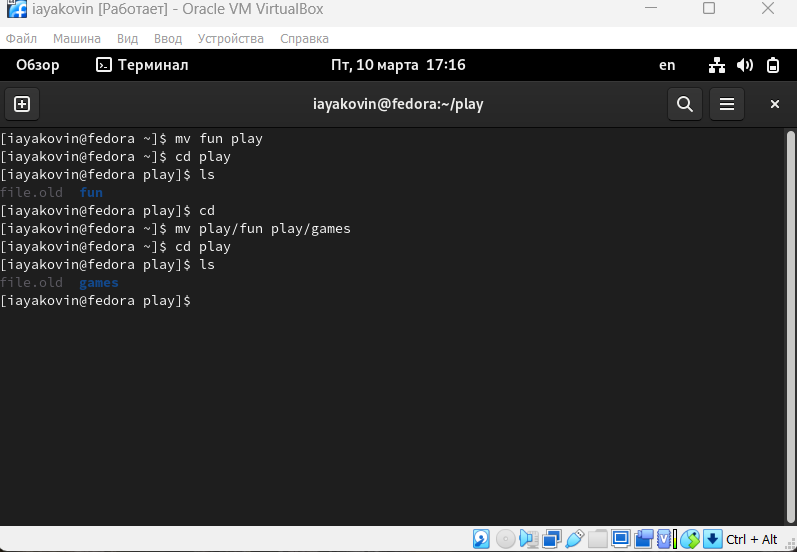 iayakovin [Работает] - Oracle VM VirtualBox
Файл Машина Вид Ввод Устройства Справка
Обзор Терминал Пт, 10 марта 17:16 en
iayakovin@fedora:~/play
[iayakovin@fedora ~]$ mv fun play
[iayakovin@fedora ~]$ cd play
[iayakovin@fedora play]$ ls
file.old fun
[iayakovin@fedora play]$ cd
[iayakovin@fedora ~]$ mv play/fun play/games
[iayakovin@fedora ~]$ cd play
[iayakovin@fedora play]$ ls
file.old games
[iayakovin@fedora play]$
Ctrl + Alt